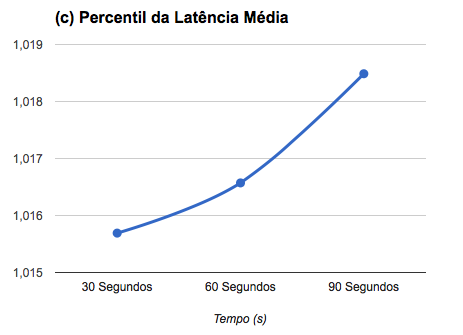 (c) Percentil da Latência Média
1,019
1,018
1,017
1,016
1,015
30 Segundos
60 Segundos
90 Segundos
Tempo (s)